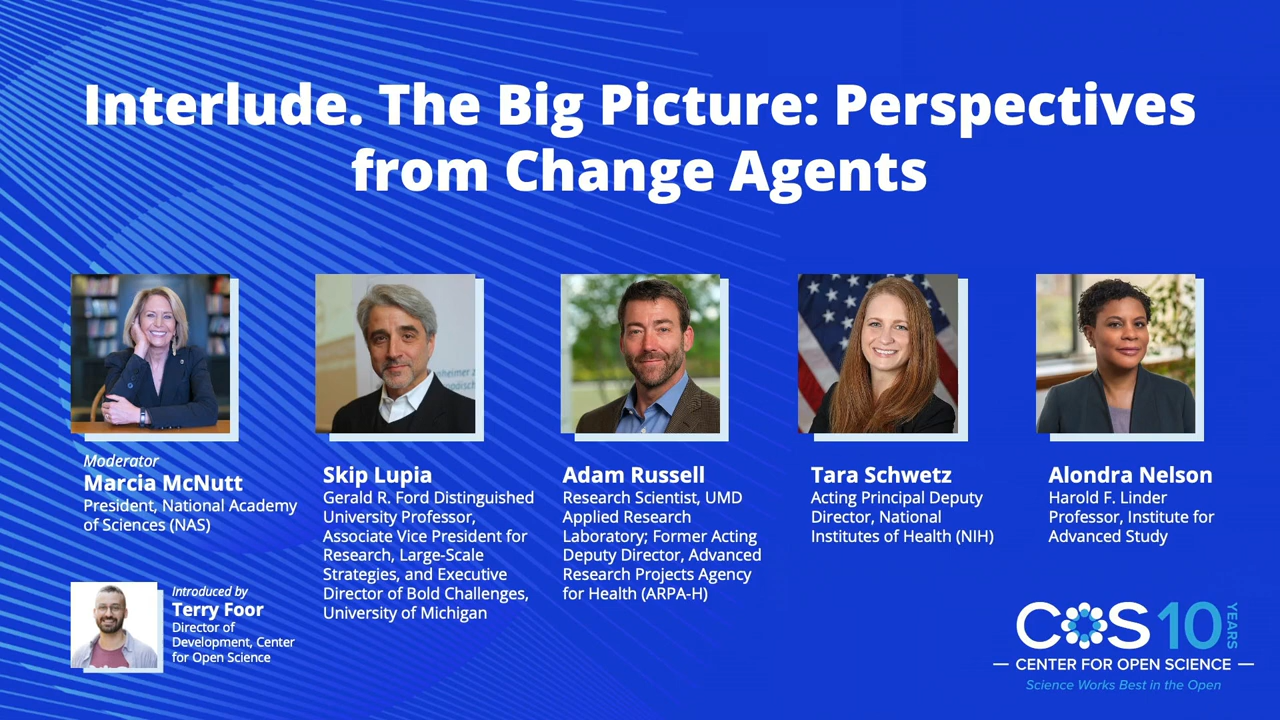 Interlude. The Big Picture: Perspectives
from Change Agents
Moderator
Marcia McNutt
President, National Academy
of Sciences (NAS)
Introduced by
Terry Foor
Director of
Development, Center
for Open Science
Skip Lupia
Gerald R. Ford Distinguished
University Professor,
Associate Vice President for
Research, Large-Scale
Strategies, and Executive
Director of Bold Challenges,
University of Michigan
Adam Russell
Research Scientist, UMD
Applied Research
Laboratory; Former Acting
Deputy Director, Advanced
Research Projects Agency
for Health (ARPA-H)
Tara Schwetz
Acting Principal Deputy
Director, National
Institutes of Health (NIH)
Alondra Nelson
Harold F. Linder
Professor, Institute for
Advanced Study
COS 10 YEARS
CENTER FOR OPEN SCIENCE
Science Works Best in the Open